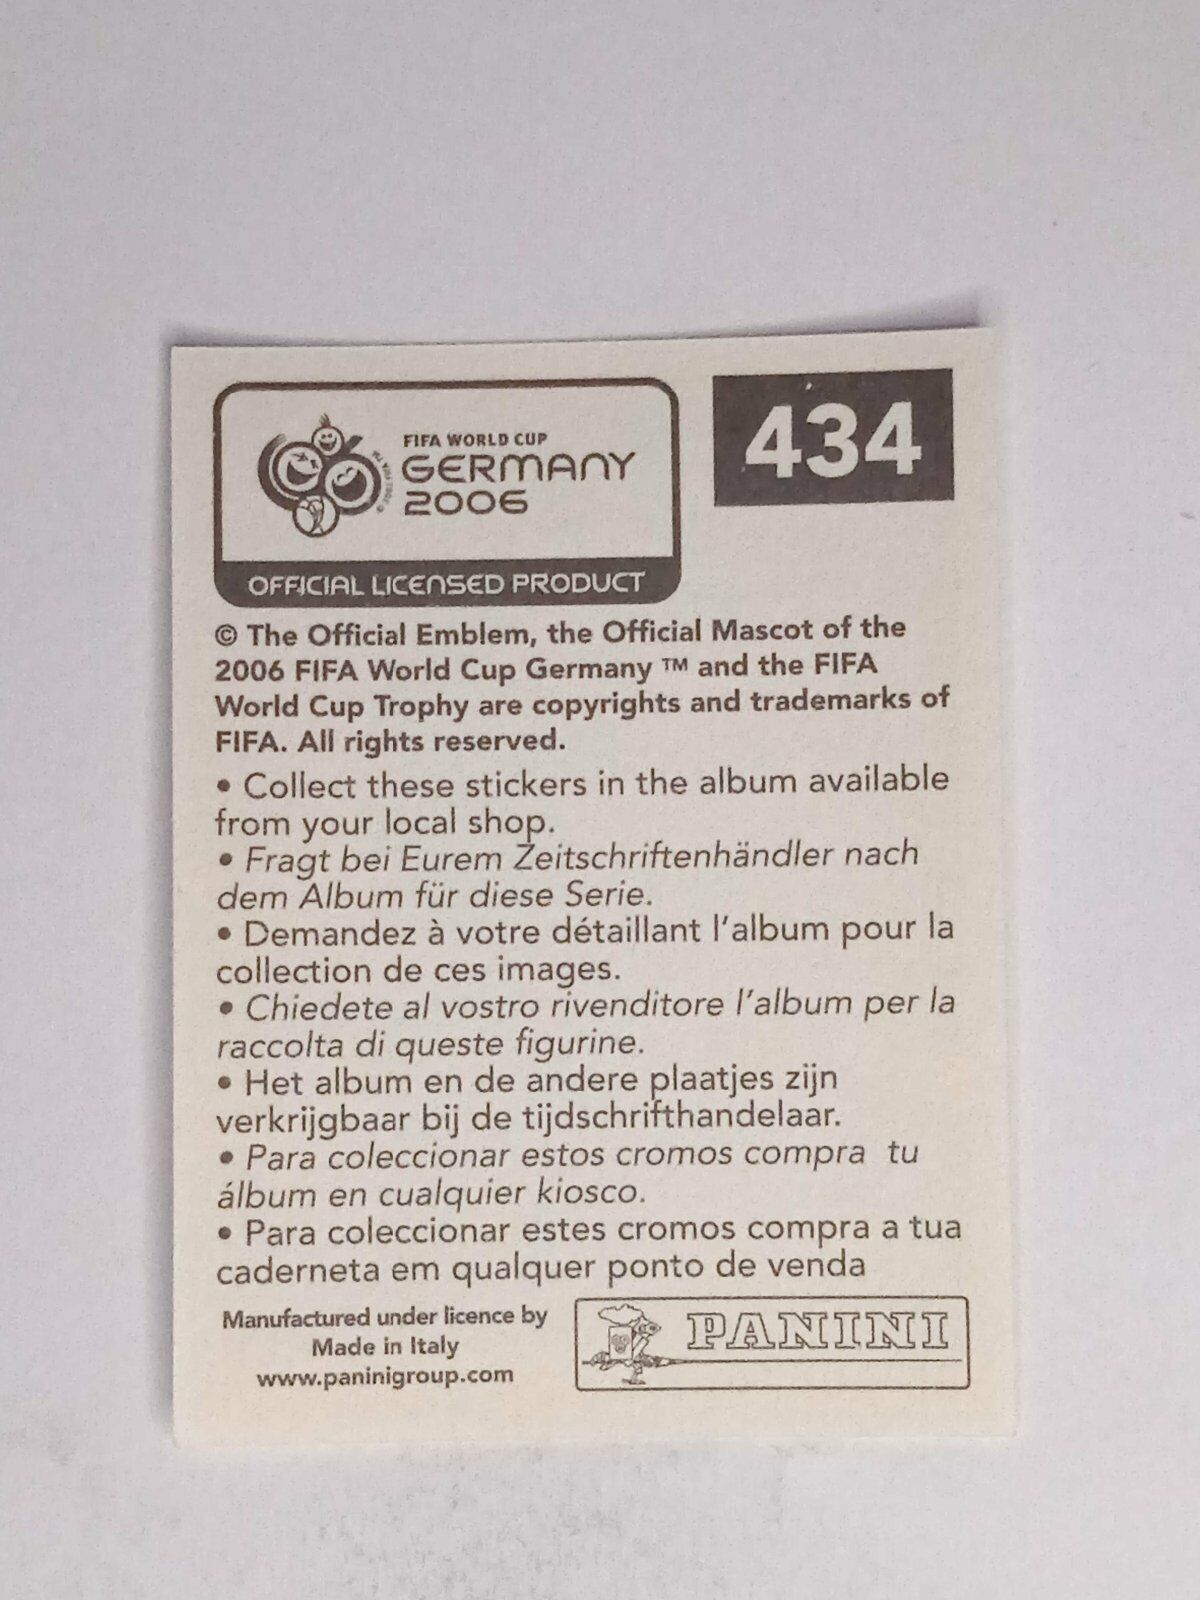 FIFA WORLD CUP
GERMANY
2006
434
OFFICIAL LICENSED PRODUCT
© The Official Emblem, the Official Mascot of the
2006 FIFA World Cup Germany ™ and the FIFA
World Cup Trophy are copyrights and trademarks of
FIFA. All rights reserved.
• Collect these stickers in the album available
from your local shop.
• Fragt bei Eurem Zeitschriftenhändler nach
dem Album für diese Serie.
• Demandez à votre détaillant l'album pour la
collection de ces images.
• Chiedete al vostro rivenditore l'album per la
raccolta di queste figurine.
• Het album en de andere plaatjes zijn
verkrijgbaar bij de tijdschrifthandelaar.
• Para coleccionar estos cromos compra tu
álbum en cualquier kiosco.
• Para coleccionar estes cromos compra a tua
caderneta em qualquer ponto de venda
Manufactured under licence by
Made in Italy
www.paninigroup.com
PANINI